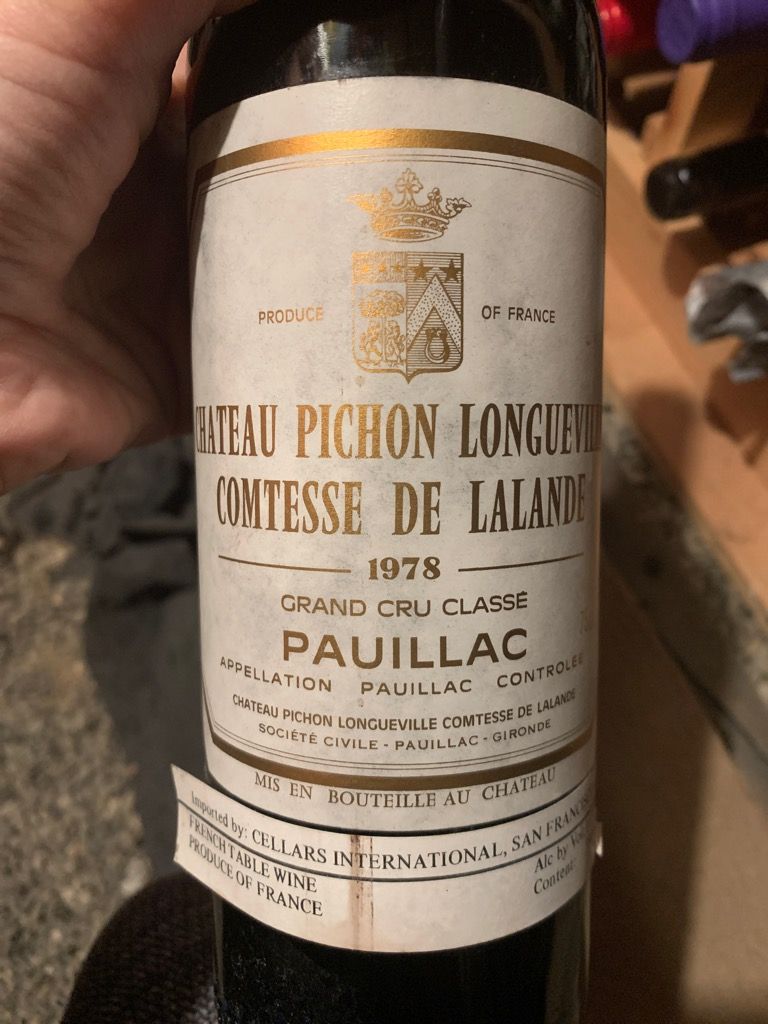 PRODUCE OF FRANCE
CHATEAU PICHON LONGUEVILLE
COMTESSE DE LALANDE
1978
GRAND CRU CLASSÉ
PAUILLAC
APPELLATION PAUILLAC CONTROLÉE
CHATEAU PICHON LONGUEVILLE COMTESSE DE LALANDE
SOCIÉTÉ CIVILE - PAUILLAC - GIRONDE
MIS EN BOUTEILLE AU CHATEAU
Imported by: CELLARS INTERNATIONAL, SAN FRANCISCO
FRENCH TABLE WINE Alc by
PRODUCE OF FRANCE Content